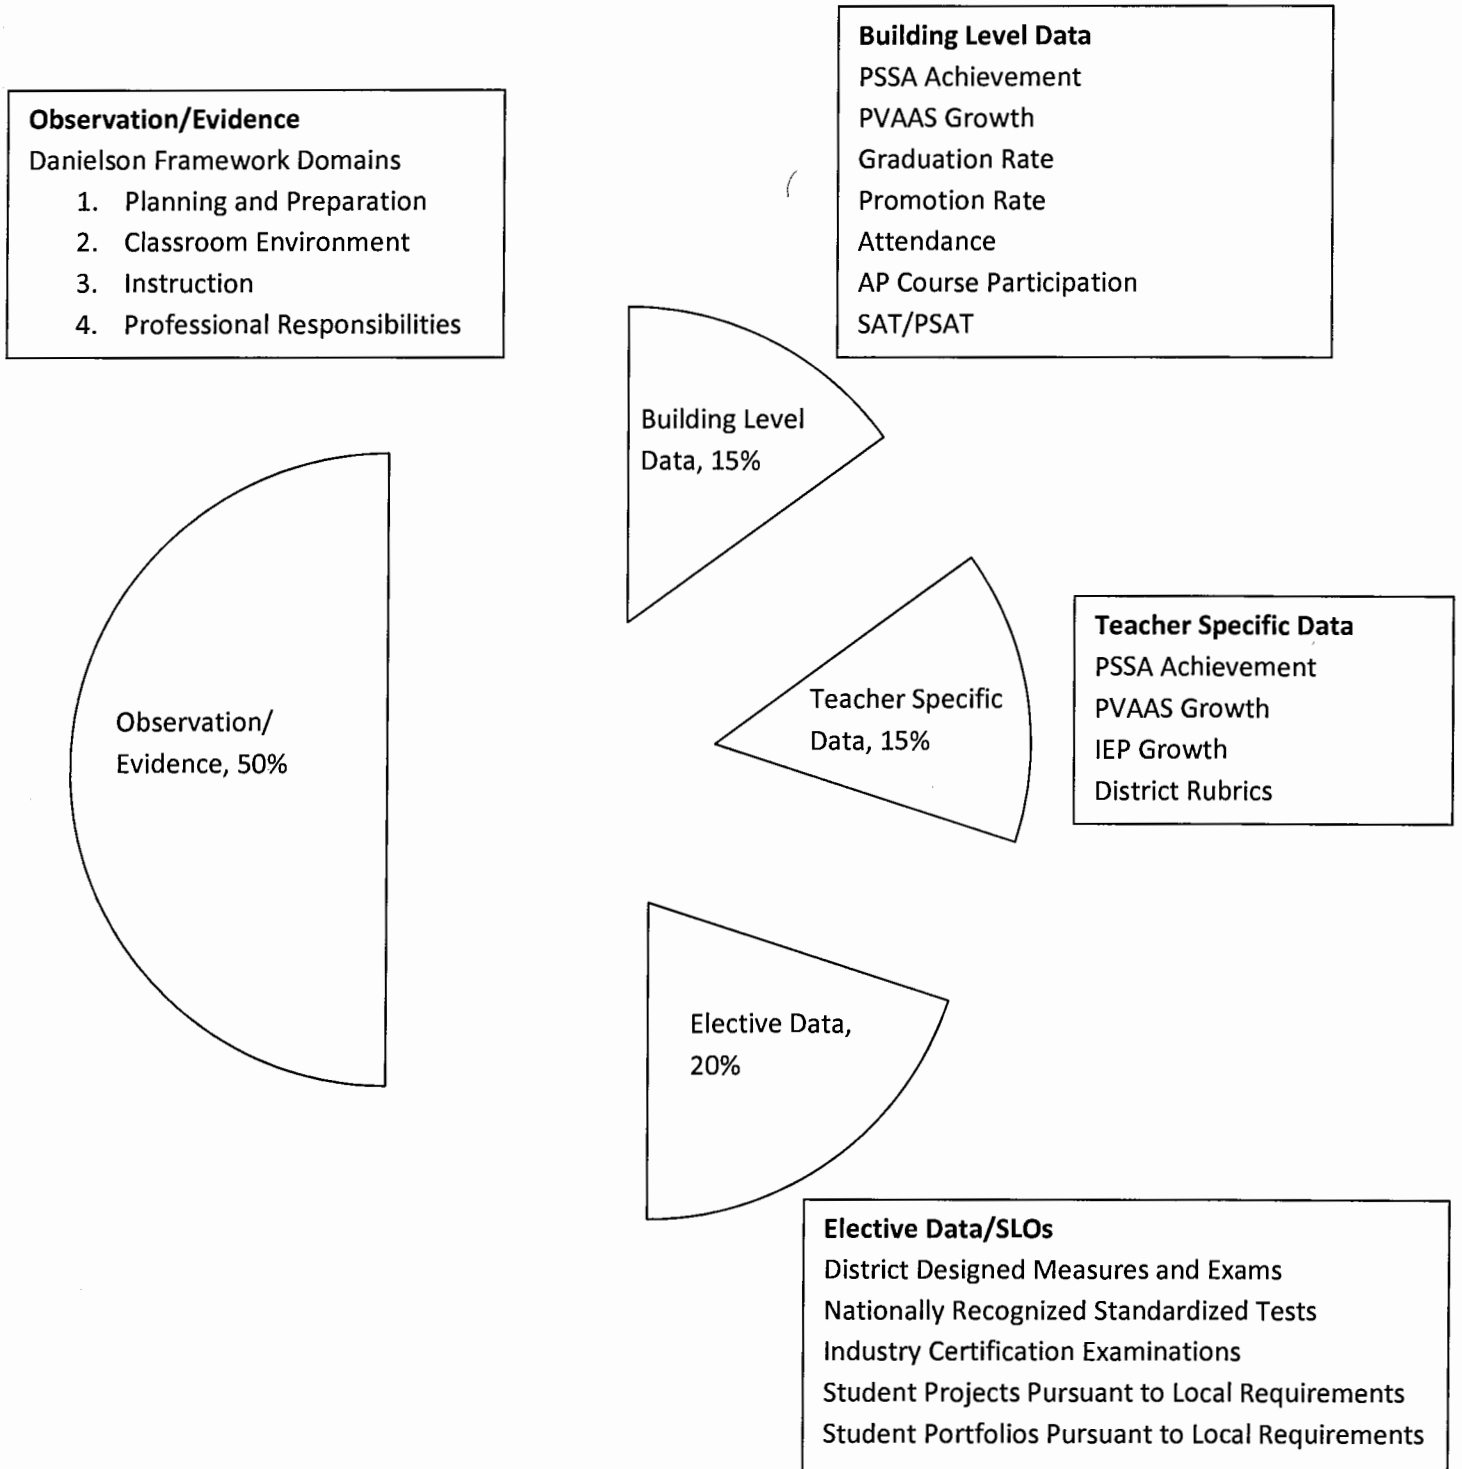 Building Level Data
PSSA Achievement
PVAAS Growth
Graduation Rate
Promotion Rate
Attendance
AP Course Participation
SAT/PSAT
Observation/Evidence
Danielson Framework Domains
1. Planning and Preparation
2. Classroom Environment
3. Instruction
4. Professional Responsibilities
Building Level
Data, 15%
Teacher Specific
Data, 15%
Teacher Specific Data
PSSA Achievement
PVAAS Growth
IEP Growth
District Rubrics
Observation/
Evidence, 50%
Elective Data,
20%
Elective Data/SLOs
District Designed Measures and Exams
Nationally Recognized Standardized Tests
Industry Certification Examinations
Student Projects Pursuant to Local Requirements
Student Portfolios Pursuant to Local Requirements